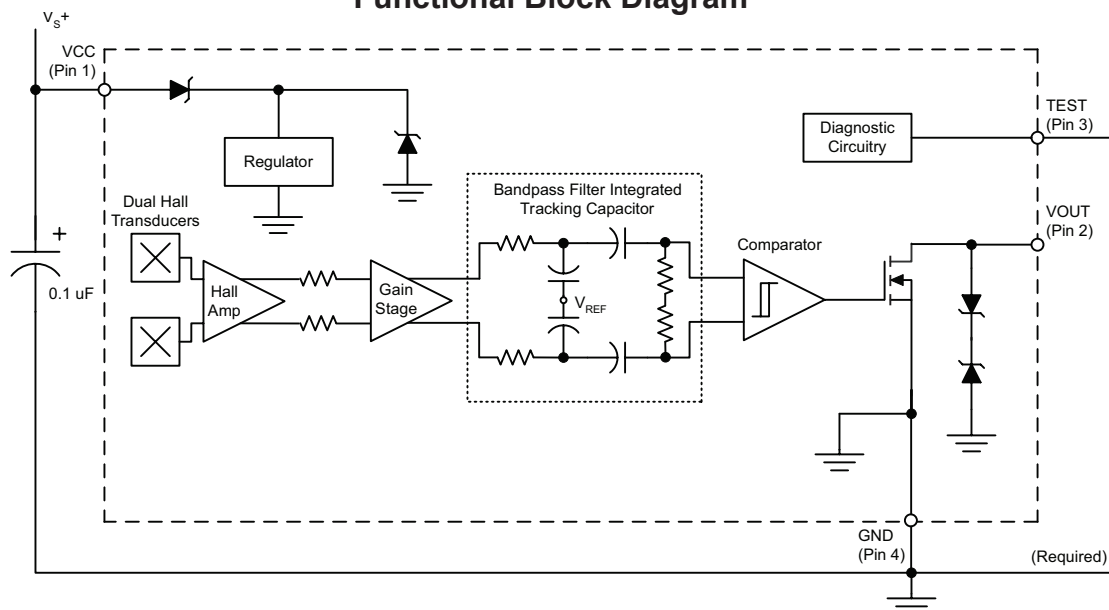 Functional Block Diagram
VS+
VCC
(Pin 1)
TEST
(Pin 3)
Diagnostic
Circuitry
Regulator
Bandpass Filter Integrated
Tracking Capacitor
Dual Hall
Transducers
VOUT
(Pin 2)
Comparator
+
0.1 uF
Hall
Amp
Gain
Stage
VREF
GND
(Pin 4)
(Required)